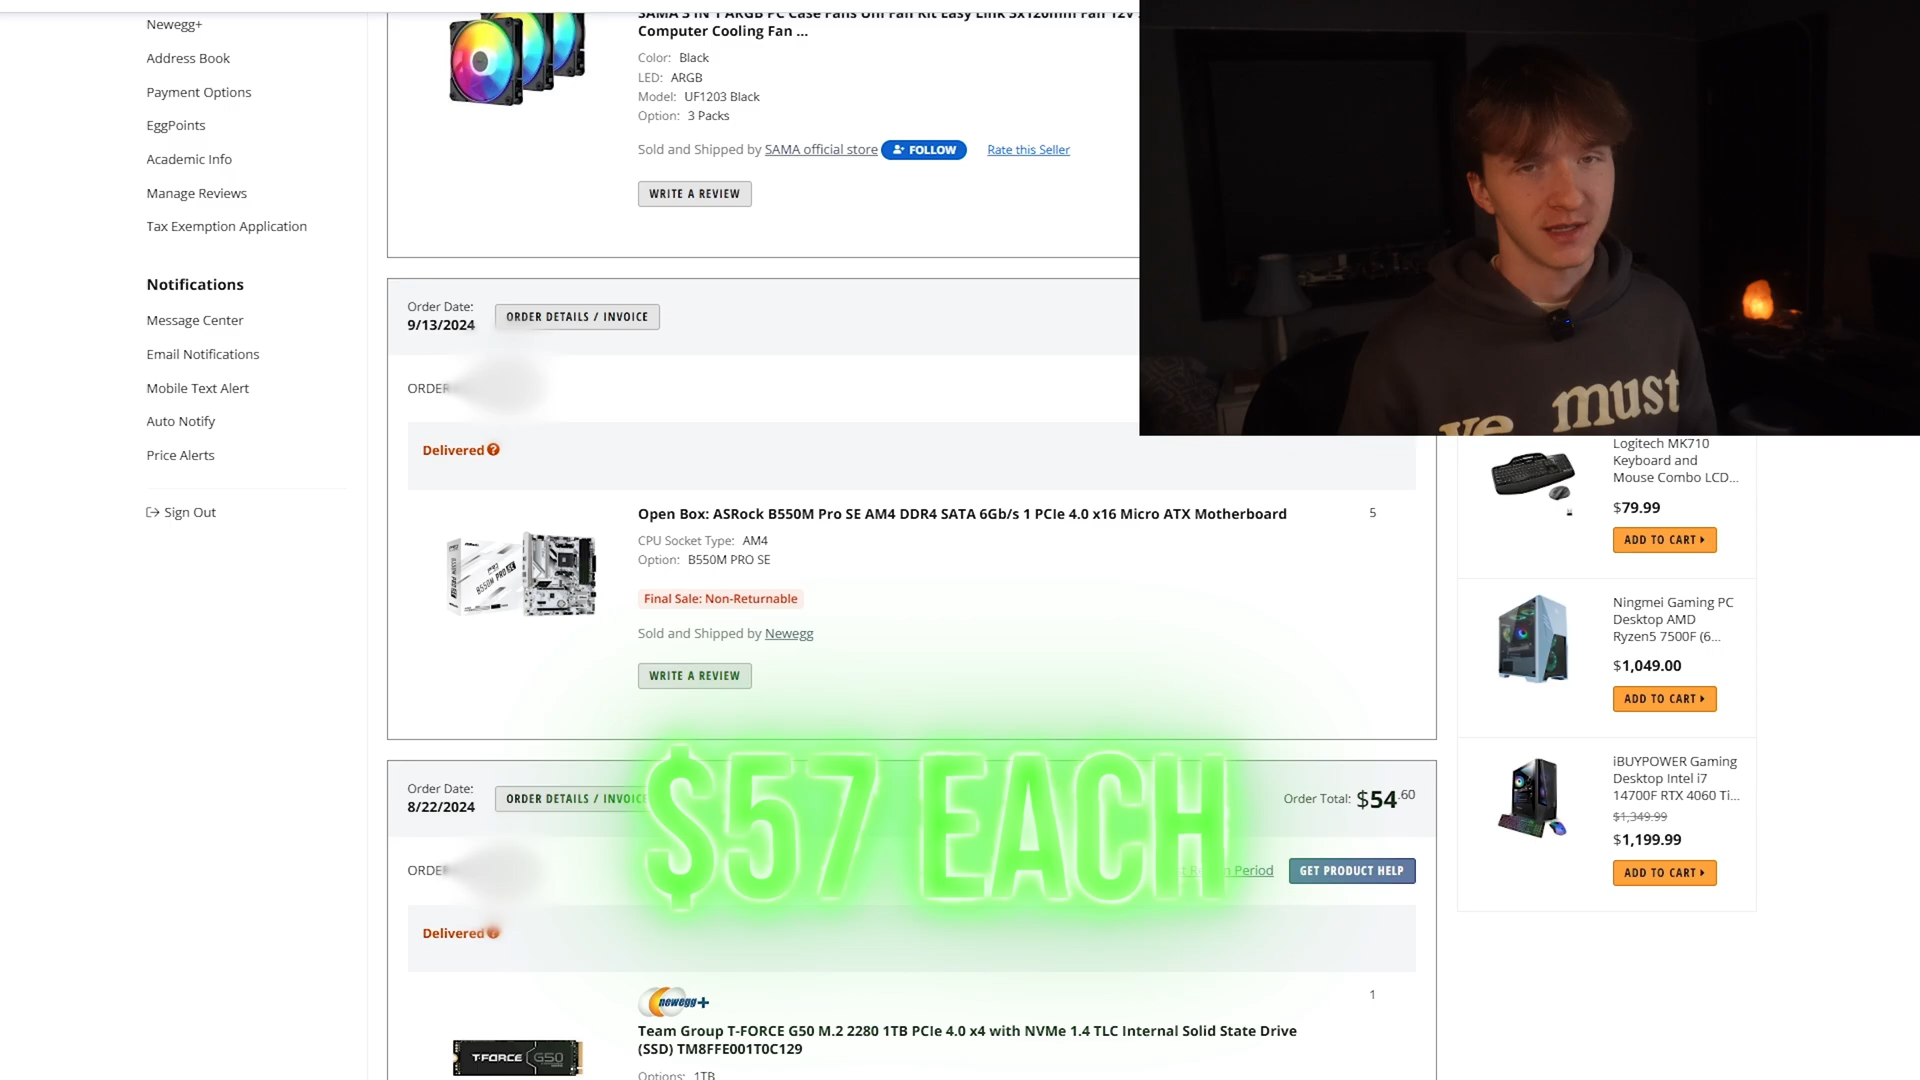 Newegg+
Address Book
Payment Options
EggPoints
Academic Info
Manage Reviews
Tax Exemption Application
Notifications
Message Center
Email Notifications
Mobile Text Alert
Auto Notify
Price Alerts
Sign Out
SAMA 3 IN 1 ARGB PC Case Fans Uni Fan Kit Easy Link 3x120mm Fan 12V
Computer Cooling Fan ...
Color: Black
LED: ARGB
Model: UF1203 Black
Option: 3 Packs
Sold and Shipped by SAMA official store FOLLOW Rate this Seller
WRITE A REVIEW
Order Date:
9/13/2024
ORDER DETAILS / INVOICE
ORDER
Delivered
Open Box: ASRock B550M Pro SE AM4 DDR4 SATA 6Gb/s 1 PCIe 4.0 x16 Micro ATX Motherboard
5
CPU Socket Type: AM4
Option: B550M PRO SE
Final Sale: Non-Returnable
Sold and Shipped by Newegg
WRITE A REVIEW
B550M PRO SE
$57 EACH
Order Date:
8/22/2024
ORDER DETAILS / INVOICE
Order Total: $54.60
ORDE
Period
GET PRODUCT HELP
Delivered
newegg+
1
Team Group T-FORCE G50 M.2 2280 1TB PCIe 4.0 x4 with NVMe 1.4 TLC Internal Solid State Drive
(SSD) TM8FFE001T0C129
Options: 1TB
T-FORCE G50
must
Logitech MK710
Keyboard and
Mouse Combo LCD...
$79.99
ADD TO CART
Ningmei Gaming PC
Desktop AMD
Ryzen5 7500F (6...
$1,049.00
ADD TO CART
iBUYPOWER Gaming
Desktop Intel i7
14700F RTX 4060 Ti...
$1,349.99
$1,199.99
ADD TO CART